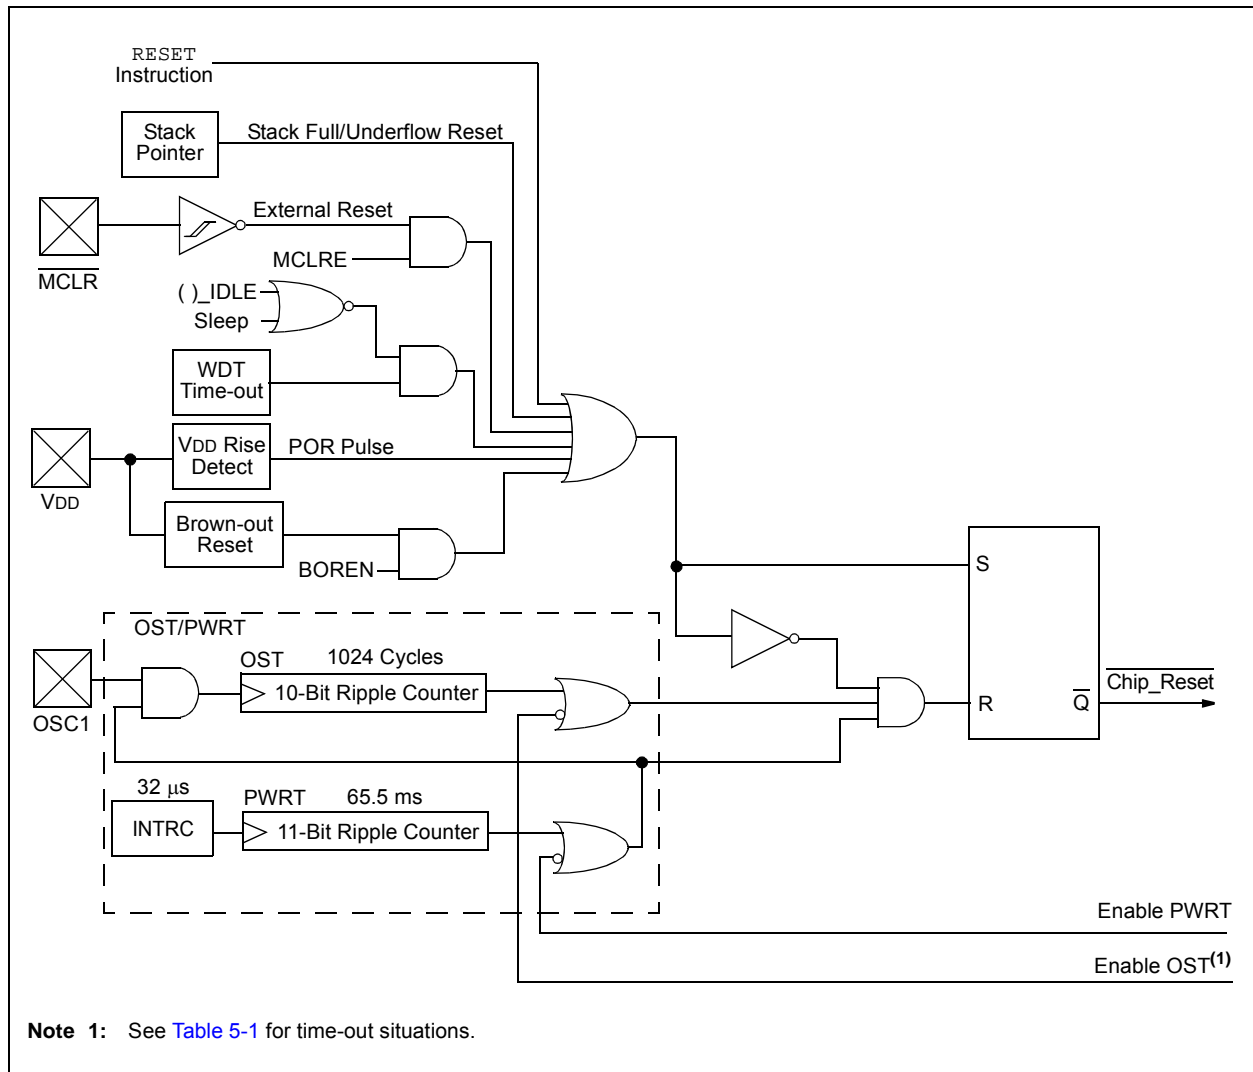 RESET
Instruction
Stack
Pointer
Stack Full/Underflow Reset
External Reset
MCLR
MCLRE
( )_IDLE
Sleep
WDT
Time-out
VDD
VDD Rise
Detect
POR Pulse
Brown-out
Reset
BOREN
S
R
Q
Chip_Reset
OST/PWRT
OSC1
OST
1024 Cycles
10-Bit Ripple Counter
32 μs
INTRC
PWRT
65.5 ms
11-Bit Ripple Counter
Enable PWRT
Enable OST(1)
Note 1: See Table 5-1 for time-out situations.